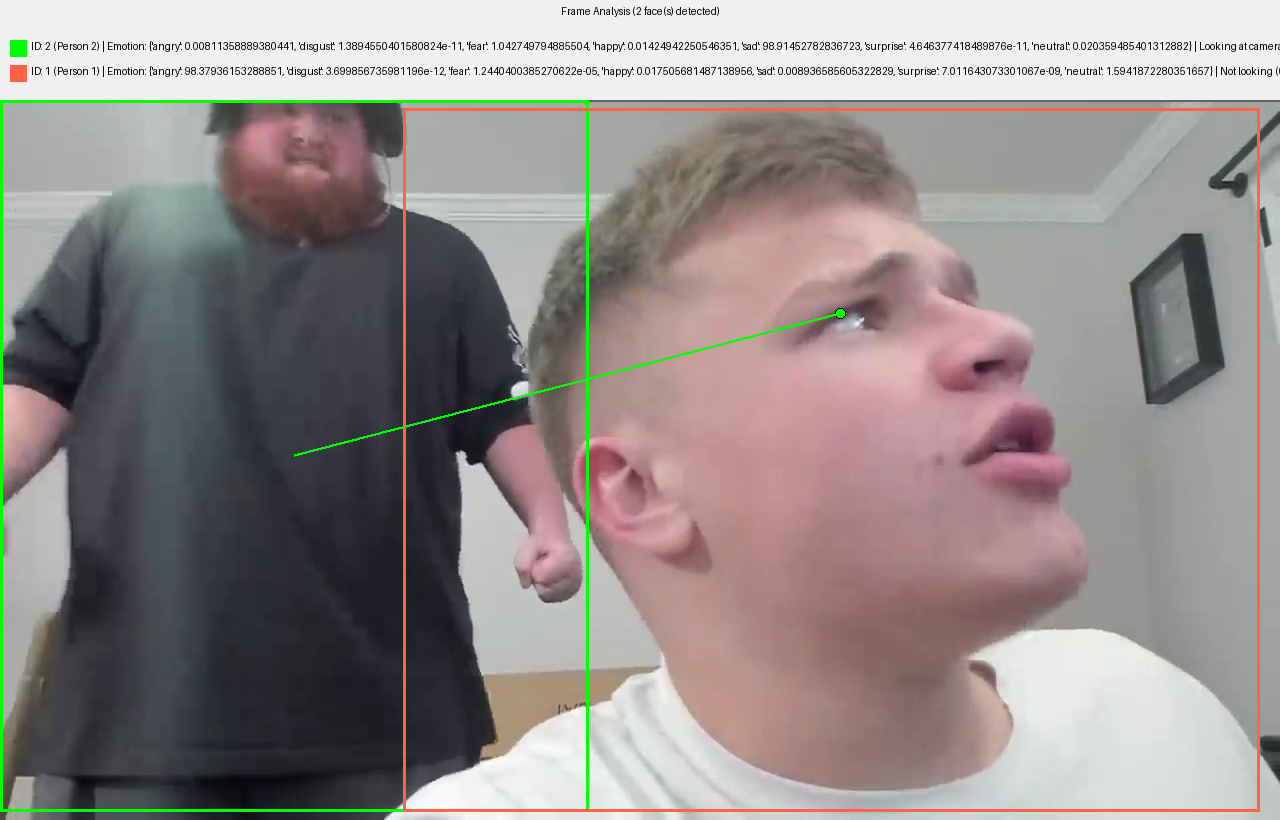 Frame Analysis (2 face(s) detected)
ID: 2 (Person 2) | Emotion: {'angry': 0.00811358889380441, 'disgust': 1.3894550401580824e-11, 'fear': 1.042749794885504, 'happy': 0.01424942250548551, 'sad': 98.91452782836723, 'surprise': 4.646377418489876e-11, 'neutral': 0.020359485401312882} | Looking at camera
ID: 1 (Person 1) | Emotion: {'angry': 98.37936153288851, 'disgust': 3.6998567359811​96e-12, 'fear': 1.2440400385270622e-05, 'happy': 0.017505681487138956, 'sad': 0.008936585605322829, 'surprise': 7.011643073301067e-09, 'neutral': 1.5941872280351657} | Not looking